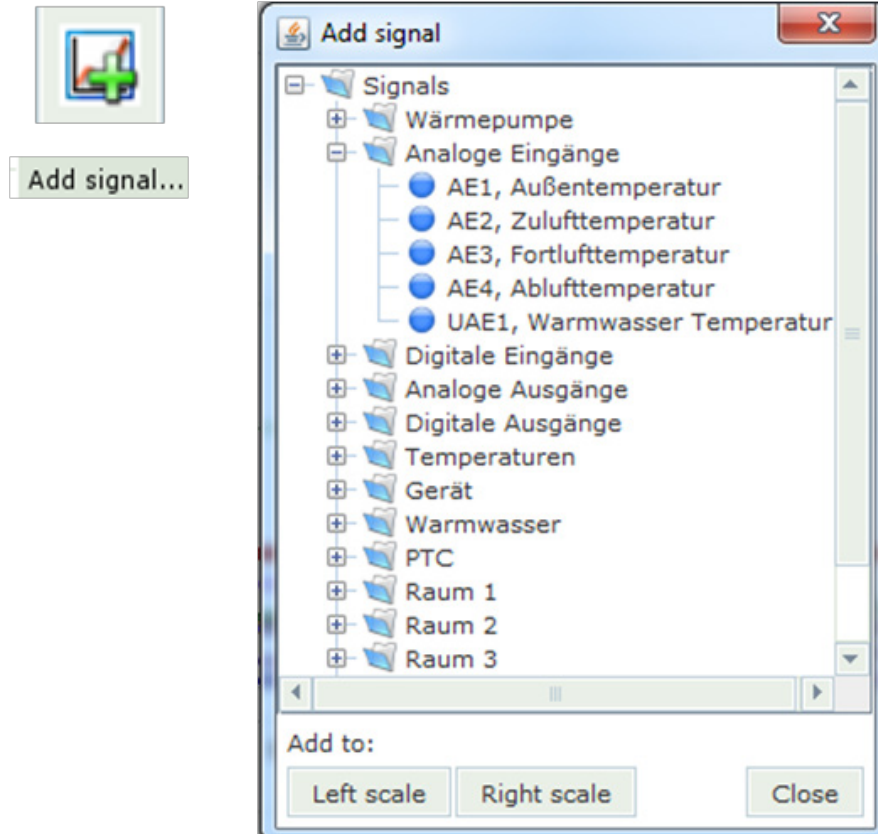 Add signal...
Add signal
Signals
Wärmepumpe
Analoge Eingänge
AE1, Außentemperatur
AE2, Zulufttemperatur
AE3, Fortlufttemperatur
AE4, Ablufttemperatur
UAE1, Warmwasser Temperatur
Digitale Eingänge
Analoge Ausgänge
Digitale Ausgänge
Temperaturen
Gerät
Warmwasser
PTC
Raum 1
Raum 2
Raum 3
Add to:
Left scale Right scale Close